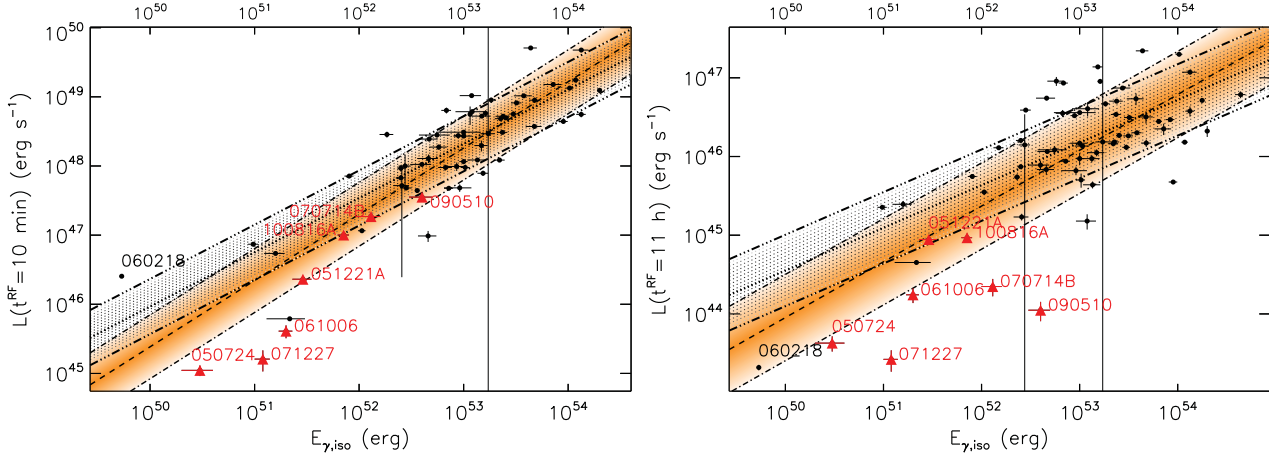 10^50 10^51 10^52 10^53 10^54
10^50
10^49
10^48
10^47
10^46
10^45
L(t^RF=10 min) (erg s^-1)
060218
070714B
100816A
090510
051221A
061006
050724
071227
10^50 10^51 10^52 10^53 10^54
E_γ,iso (erg)
10^50 10^51 10^52 10^53 10^54
10^47
10^46
10^45
10^44
L(t^RF=11 h) (erg s^-1)
051221A
100816A
061006
070714B
090510
050724
060218
071227
10^50 10^51 10^52 10^53 10^54
E_γ,iso (erg)